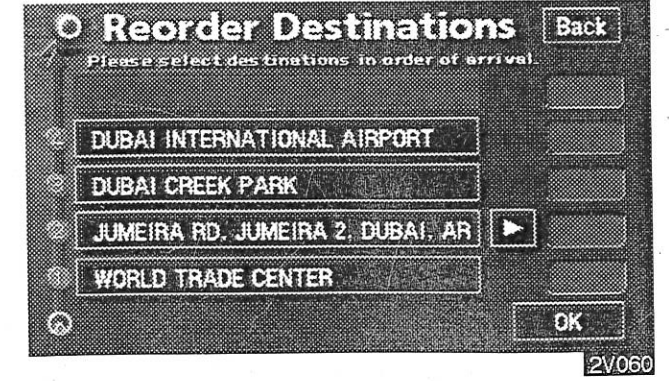 Reorder Destinations
Back
Please select destinations in order of arrival.
DUBAI INTERNATIONAL AIRPORT
DUBAI CREEK PARK
JUMEIRA RD, JUMEIRA 2, DUBAI, AR
WORLD TRADE CENTER
OK
2V060